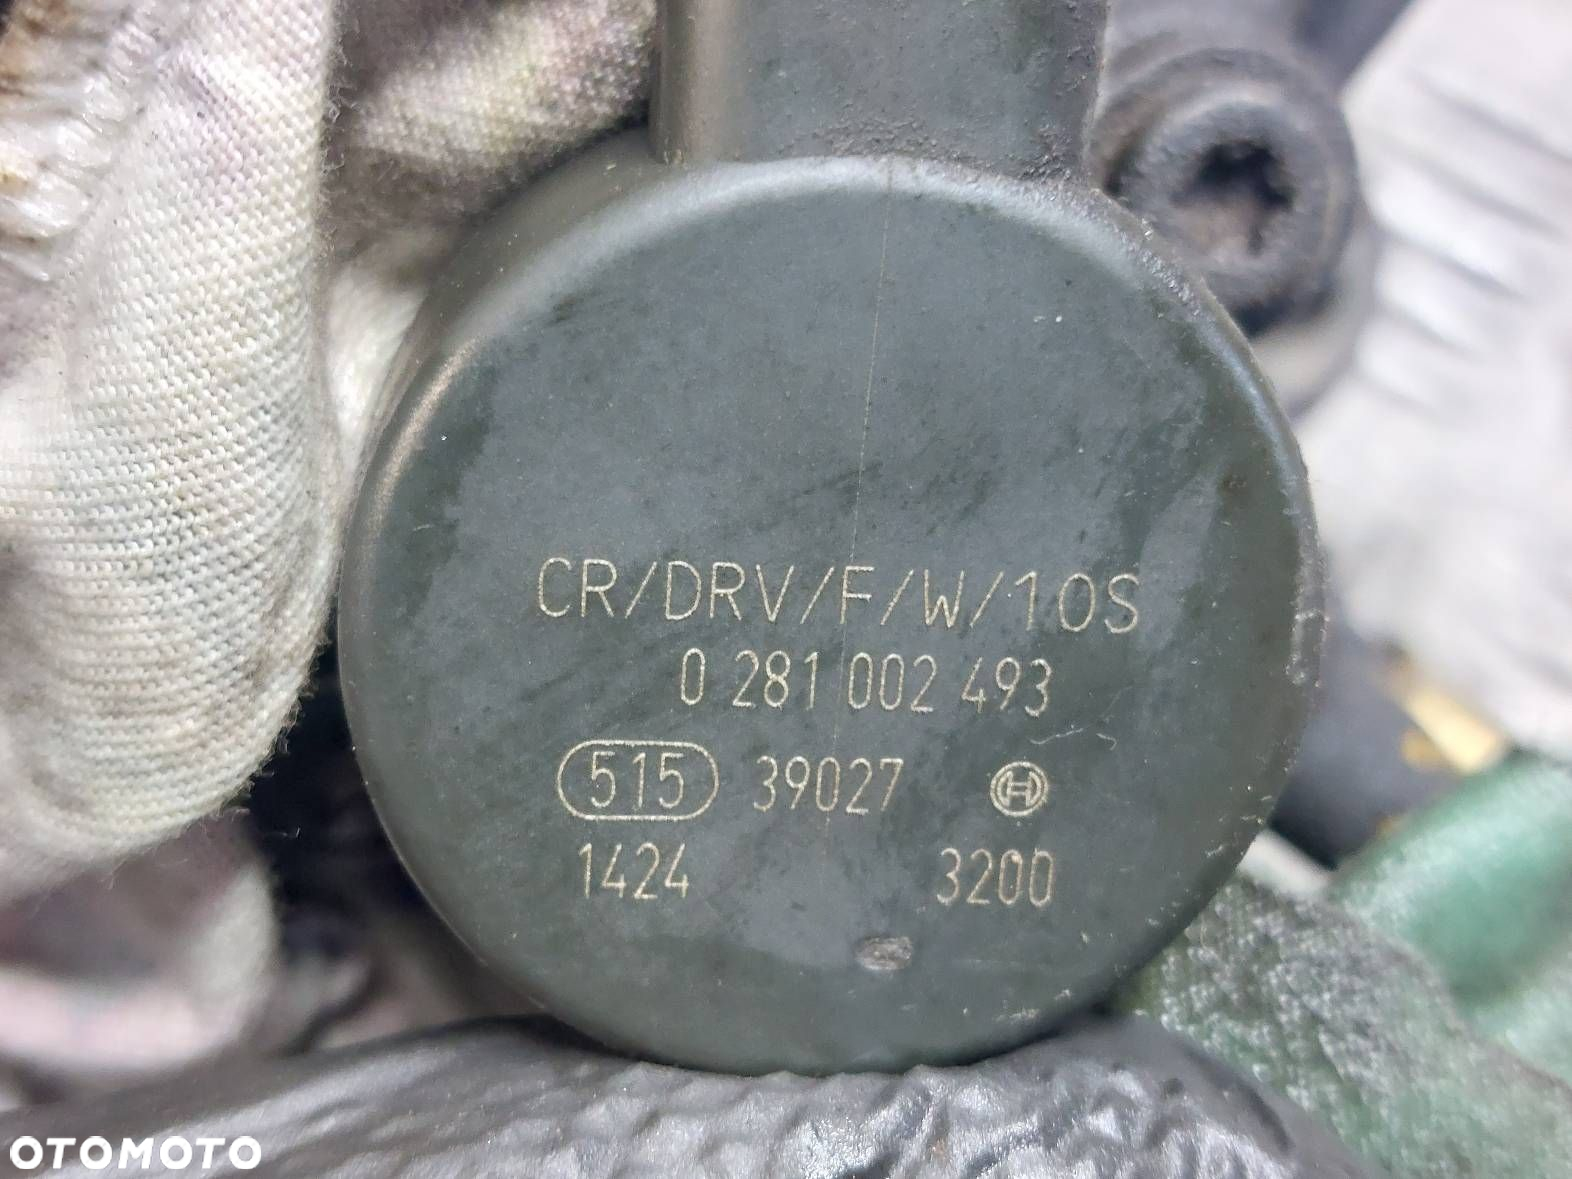 CR/DRV/F/W/10S
0 281 002 493
515 39027
1424 3200
OTOMOTO